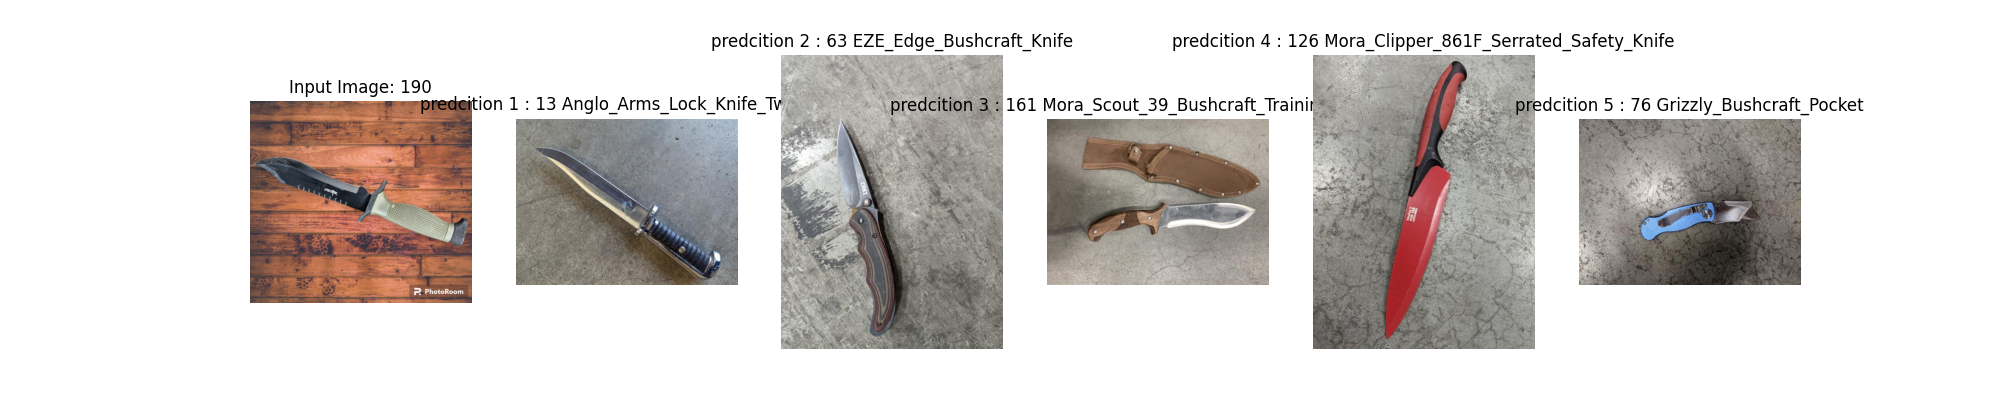 Input Image: 190
predcition 1 : 13 Anglo_Arms_Lock_Knife_Tw
predcition 2 : 63 EZE_Edge_Bushcraft_Knife
predcition 3 : 161 Mora_Scout_39_Bushcraft_Trainin
predcition 4 : 126 Mora_Clipper_861F_Serrated_Safety_Knife
predcition 5 : 76 Grizzly_Bushcraft_Pocket
PhotoRoom